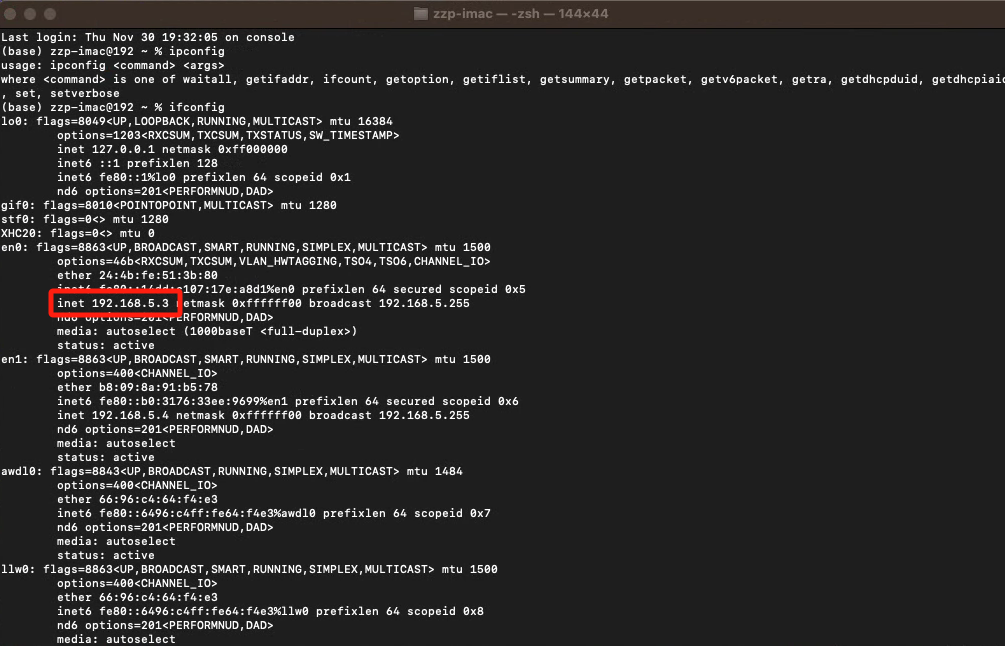 zzp-imac — -zsh — 144×44
Last login: Thu Nov 30 19:32:05 on console
(base) zzp-imac@192 ~ % ipconfig
usage: ipconfig <command> <args>
where <command> is one of waitall, getifaddr, ifcount, getoption, getiflist, getsummary, getpacket, getv6packet, getra, getdhcpduid, getdhcpiaid
, set, setverbose
(base) zzp-imac@192 ~ % ifconfig
lo0: flags=8049<UP,LOOPBACK,RUNNING,MULTICAST> mtu 16384
options=1203<RXCSUM,TXCSUM,TXSTATUS,SW_TIMESTAMP>
inet 127.0.0.1 netmask 0xff000000
inet6 ::1 prefixlen 128
inet6 fe80::1%lo0 prefixlen 64 scopeid 0x1
nd6 options=201<PERFORMNUD,DAD>
gif0: flags=8010<POINTOPOINT,MULTICAST> mtu 1280
stf0: flags=0<> mtu 1280
XHC20: flags=0<> mtu 0
en0: flags=8863<UP,BROADCAST,SMART,RUNNING,SIMPLEX,MULTICAST> mtu 1500
options=46b<RXCSUM,TXCSUM,VLAN_HWTAGGING,TSO4,TSO6,CHANNEL_IO>
ether 24:4b:fe:51:3b:80
inet6 prefixlen 64 secured scopeid 0x5
inet 192.168.5.3 netmask 0xffffff00 broadcast 192.168.5.255
nd6 options=201<PERFORMNUD,DAD>
media: autoselect (1000baseT <full-duplex>)
status: active
en1: flags=8863<UP,BROADCAST,SMART,RUNNING,SIMPLEX,MULTICAST> mtu 1500
options=400<CHANNEL_IO>
ether b8:09:8a:91:b5:78
inet6 fe80::b0:3176:33ee:9699%en1 prefixlen 64 secured scopeid 0x6
inet 192.168.5.4 netmask 0xffffff00 broadcast 192.168.5.255
nd6 options=201<PERFORMNUD,DAD>
media: autoselect
status: active
awdl0: flags=8843<UP,BROADCAST,RUNNING,SIMPLEX,MULTICAST> mtu 1484
options=400<CHANNEL_IO>
ether 66:96:c4:64:f4:e3
inet6 fe80::6496:c4ff:fe64:f4e3%awdl0 prefixlen 64 scopeid 0x7
nd6 options=201<PERFORMNUD,DAD>
media: autoselect
status: active
llw0: flags=8863<UP,BROADCAST,SMART,RUNNING,SIMPLEX,MULTICAST> mtu 1500
options=400<CHANNEL_IO>
ether 66:96:c4:64:f4:e3
inet6 fe80::6496:c4ff:fe64:f4e3%llw0 prefixlen 64 scopeid 0x8
nd6 options=201<PERFORMNUD,DAD>
media: autoselect